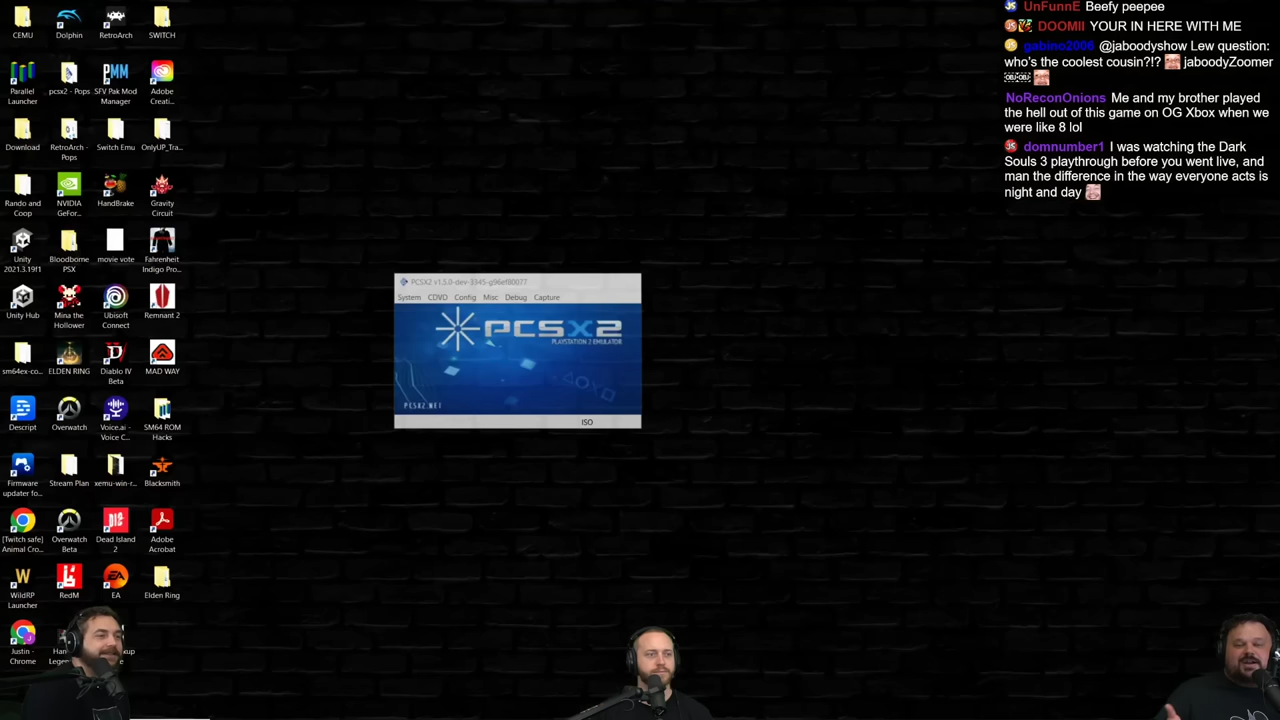 CEMU
Dolphin
RetroArch
SWITCH
Parallel
Launcher
pcsx2 - Pops
SFV Pak Mod
Manager
Adobe
Creati...
Download
RetroArch -
Pops
Switch Emu
OnlyUP_Tra...
Rando and
Coop
NVIDIA
GeFor...
HandBrake
Gravity
Circuit
Unity
2021.3.19f1
Bloodborne
PSX
movie vote
Fahrenheit
Indigo Pro...
Unity Hub
Mina the
Hollower
Ubisoft
Connect
Remnant 2
sm64ex-co...
ELDEN RING
Diablo IV
Beta
MAD WAY
Descript
Overwatch
Voice.ai -
Voice C...
SM64 ROM
Hacks
Firmware
updater fo...
Stream Plan
xemu-win-r...
Blacksmith
[Twitch safe]
Animal Cro...
Overwatch
Beta
Dead Island
2
Adobe
Acrobat
WildRP
Launcher
RedM
EA
Elden Ring
Justin -
Chrome
PCSX2 v1.5.0-dev-3345-g96ef80077
System CDVD Config Misc Debug Capture
PCSX2
PLAYSTATION 2 EMULATOR
PCSX2.NET
ISO
UnFunnE Beefy peepee
DOOMII YOUR IN HERE WITH ME
gabino2006 @jaboodyshow Lew question:
who's the coolest cousin?!? jaboodyZoomer
NoReconOnions Me and my brother played
the hell out of this game on OG Xbox when we
were like 8 lol
domnumber1 I was watching the Dark
Souls 3 playthrough before you went live, and
man the difference in the way everyone acts is
night and day